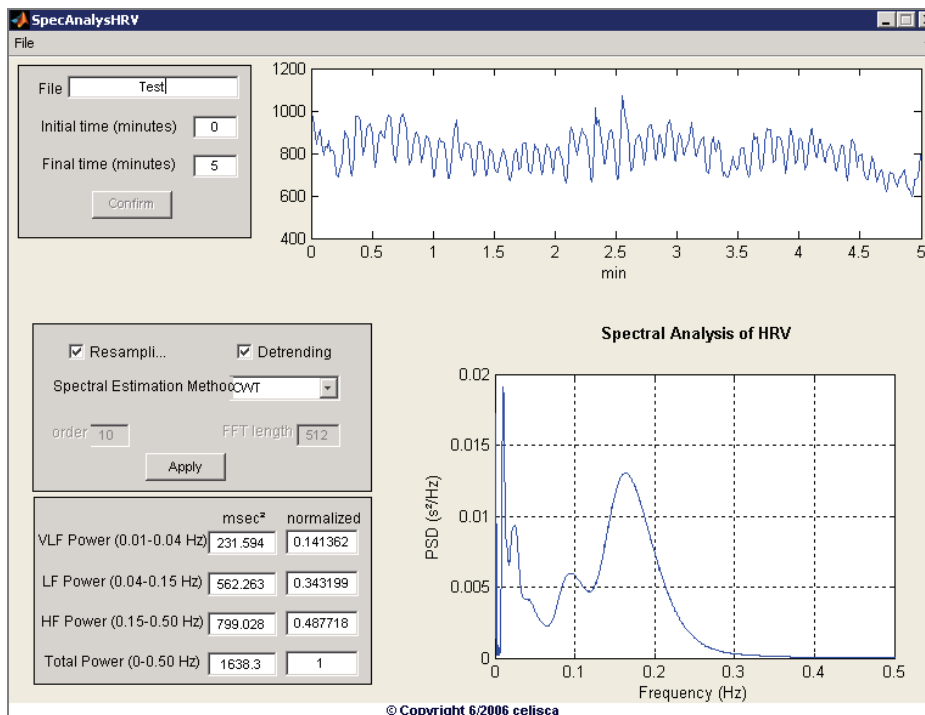 SpecAnalysHRV
File
File Test
Initial time (minutes) 0
Final time (minutes) 5
Confirm
1200
1000
800
600
400
0 0.5 1 1.5 2 2.5 3 3.5 4 4.5 5
min
Resampli... Detrending
Spectral Estimation Metho CWT
order 10 FFT length 512
Apply
msec² normalized
VLF Power (0.01-0.04 Hz) 231.594 0.141362
LF Power (0.04-0.15 Hz) 562.263 0.343199
HF Power (0.15-0.50 Hz) 799.028 0.487718
Total Power (0-0.50 Hz) 1638.3 1
Spectral Analysis of HRV
PSD (s²/Hz)
0.02
0.015
0.01
0.005
0
0 0.1 0.2 0.3 0.4 0.5
Frequency (Hz)
© Copyright 6/2006 celisca